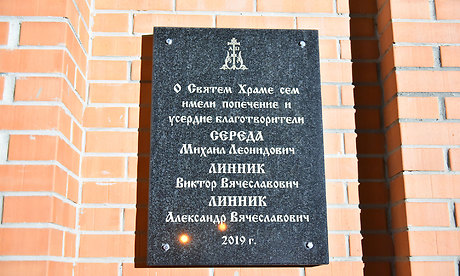 О Святем Храме сем
имели попечение и
усердие благотворители
СЕРЕДА
Михаил Леонидович
ЛИННИК
Виктор Вячеславович
ЛИННИК
Александр Вячеславович
2019 г.